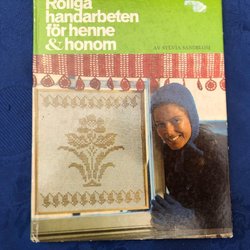 Roliga
handarbeten
för henne
& honom
AV SYLVIA SANDBLOM